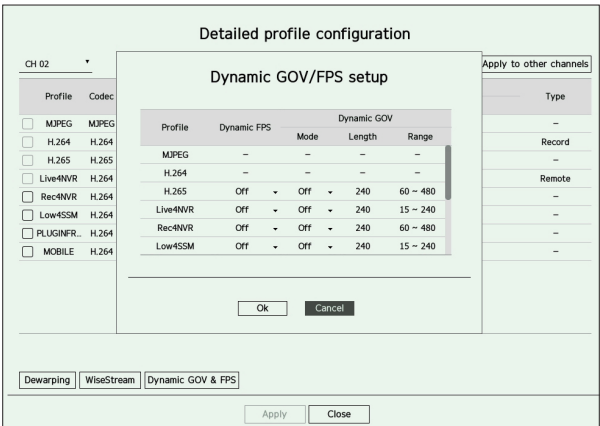 Detailed profile configuration
CH 02
Apply to other channels
Dynamic GOV/FPS setup
Profile Codec Type
Profile Dynamic FPS Dynamic GOV
Mode Length Range
MJPEG MJPEG –
H.264 H.264 Record
H.265 H.264 –
Live4NVR H.264 Remote
Rec4NVR H.264 –
Low4SSM H.264 –
PLUGINFR... H.264 –
MOBILE H.264 –
MJPEG – – – –
H.264 – – – –
H.265 Off Off 240 60 ~ 480
Live4NVR Off Off 240 15 ~ 240
Rec4NVR Off Off 240 60 ~ 480
Low4SSM Off Off 240 15 ~ 240
Ok Cancel
Dewarping WiseStream Dynamic GOV & FPS
Apply Close